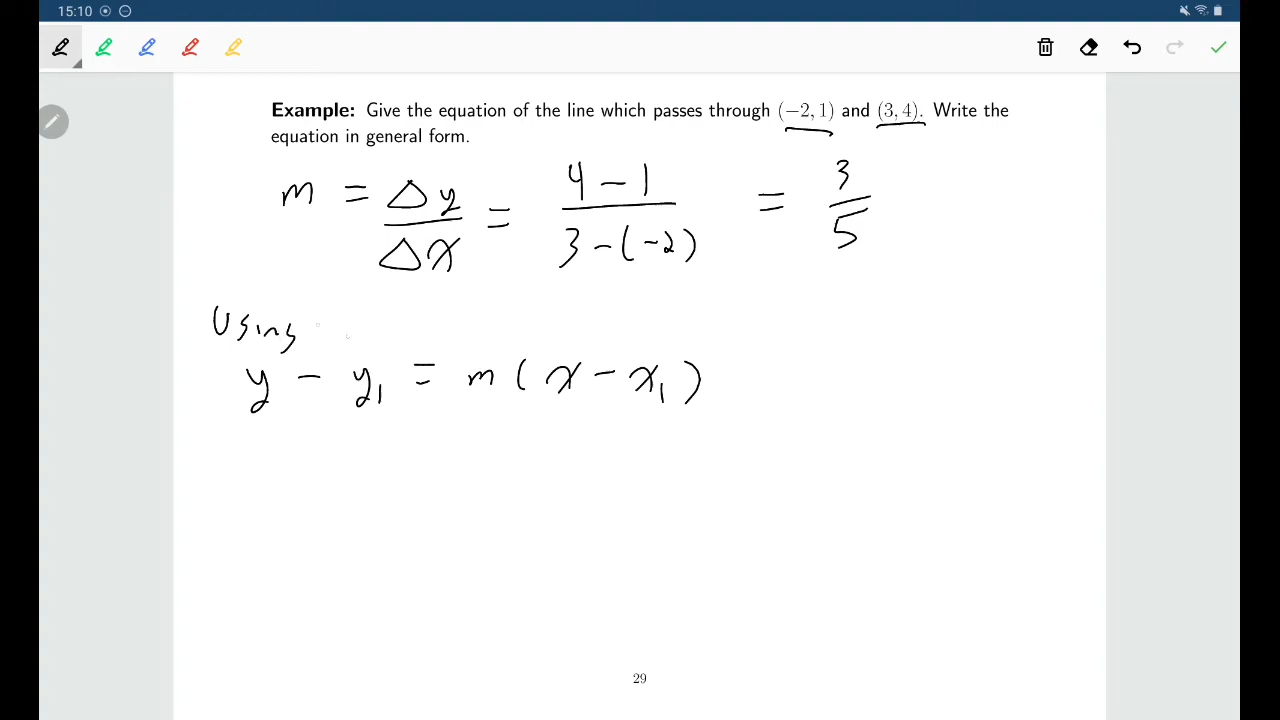 15:10
Example: Give the equation of the line which passes through (−2, 1) and (3, 4). Write the
equation in general form.
m = Δy/Δx = (4 − 1)/(3 − (−2)) = 3/5
Using
y − y₁ = m(x − x₁)
29